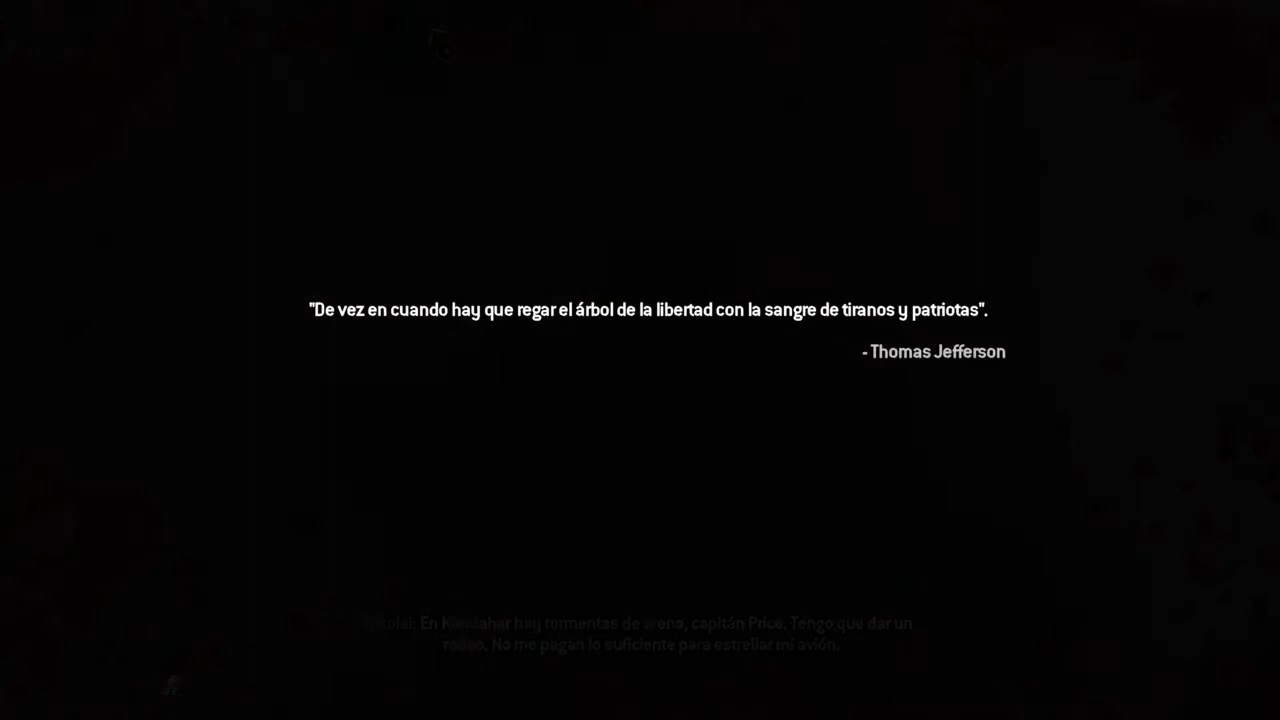 "De vez en cuando hay que regar el árbol de la libertad con la sangre de tiranos y patriotas".
- Thomas Jefferson
En Kandahar hay tormentas de arena, capitán Price. Tengo que dar un
rodeo. No me pagan lo suficiente para estrellar mi avión.